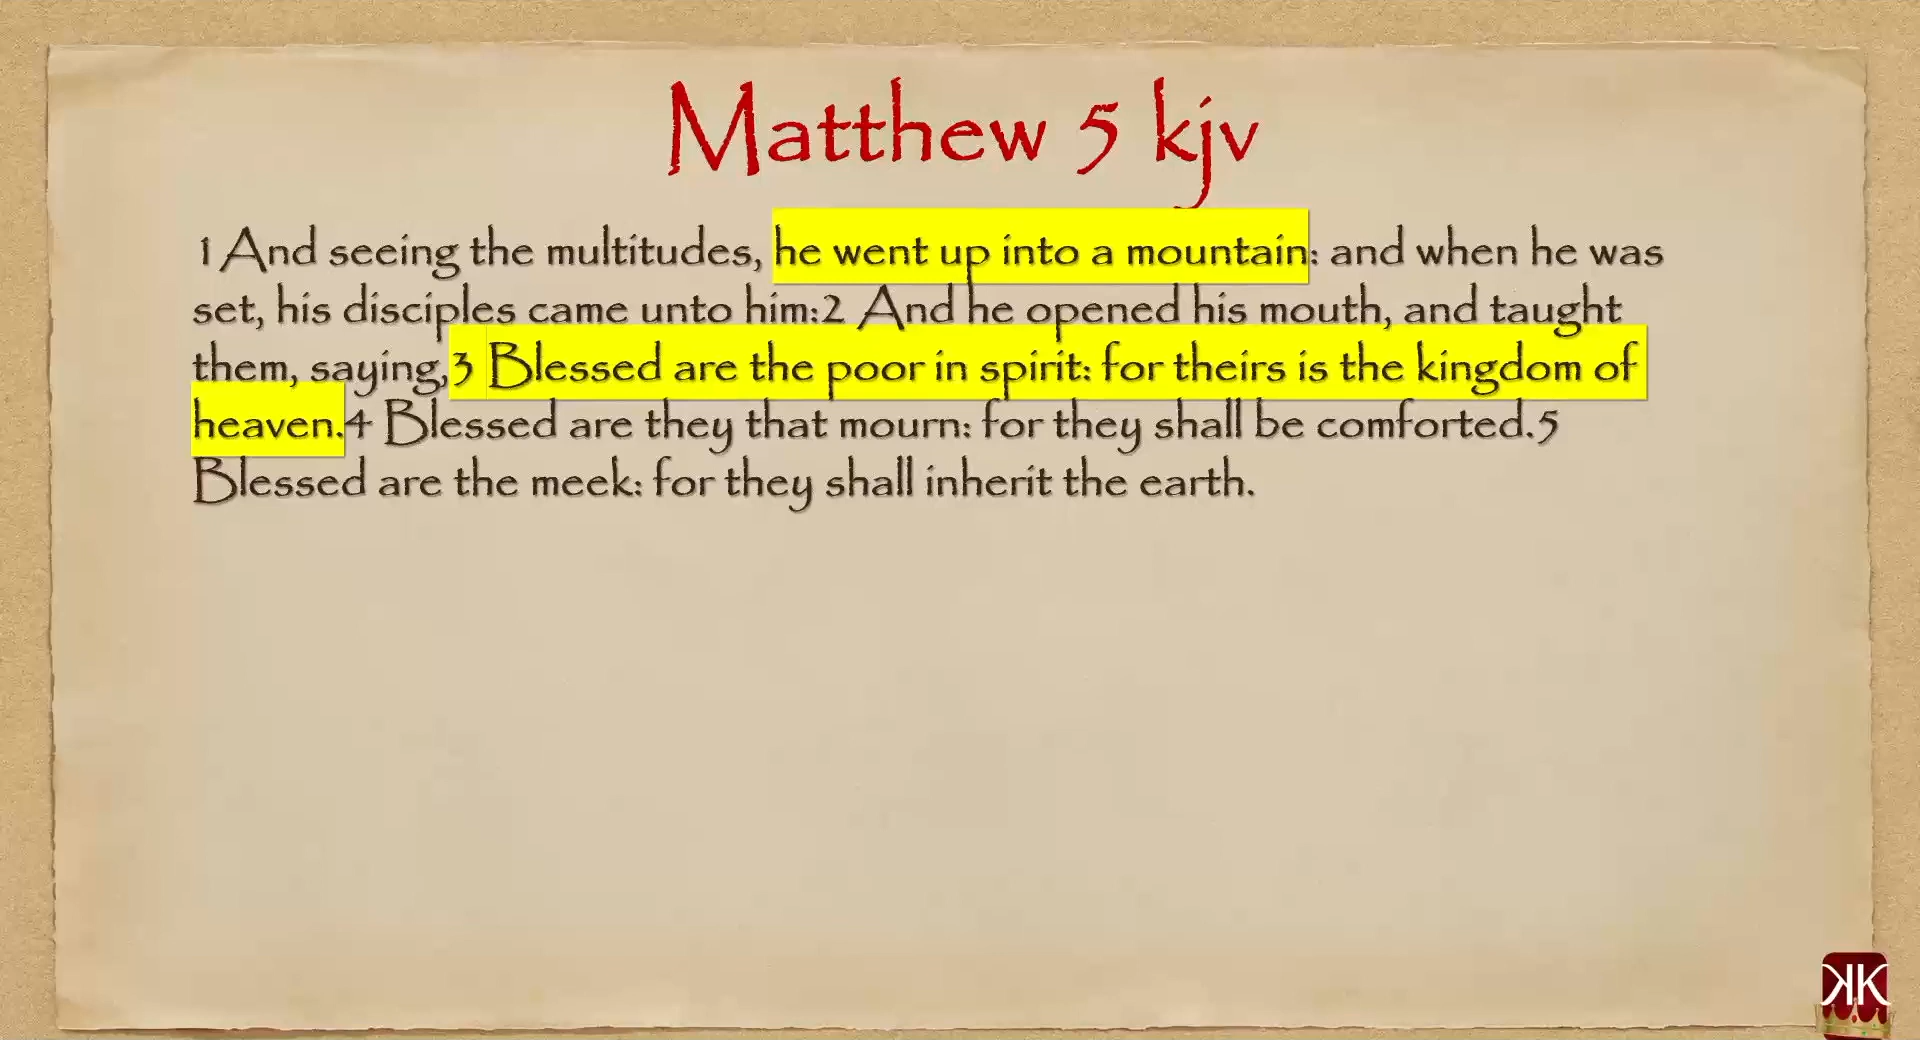 Matthew 5 kjv
1 And seeing the multitudes, he went up into a mountain: and when he was
set, his disciples came unto him:2 And he opened his mouth, and taught
them, saying,3 Blessed are the poor in spirit: for theirs is the kingdom of
heaven.4 Blessed are they that mourn: for they shall be comforted.5
Blessed are the meek: for they shall inherit the earth.
KK